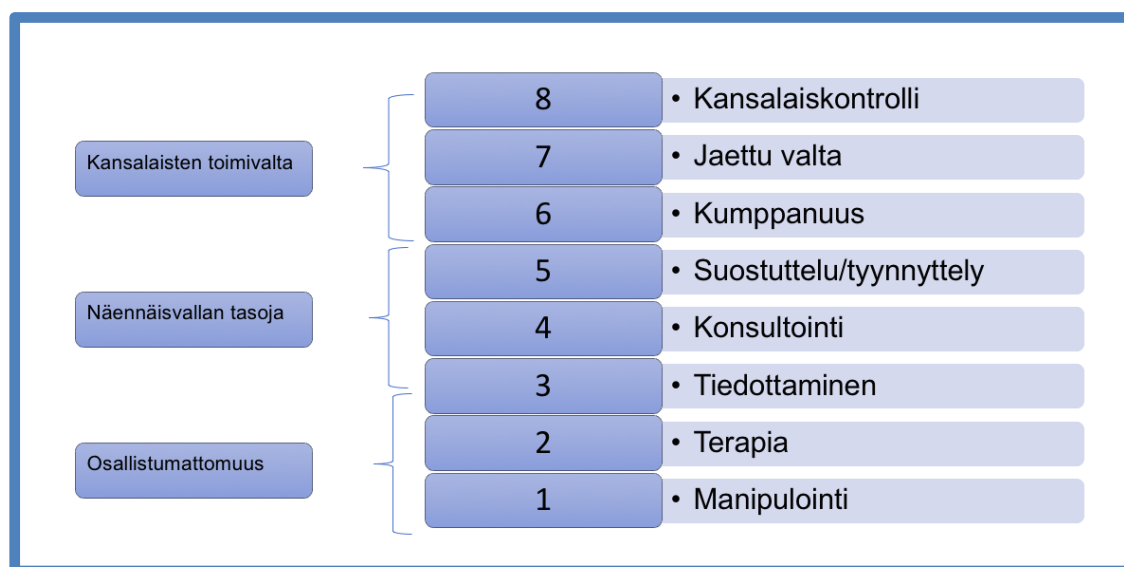 Kansalaisten toimivalta
8
• Kansalaiskontrolli
7
• Jaettu valta
6
• Kumppanuus
Näennäisvallan tasoja
5
• Suostuttelu/tyynnyttely
4
• Konsultointi
3
• Tiedottaminen
Osallistumattomuus
2
• Terapia
1
• Manipulointi